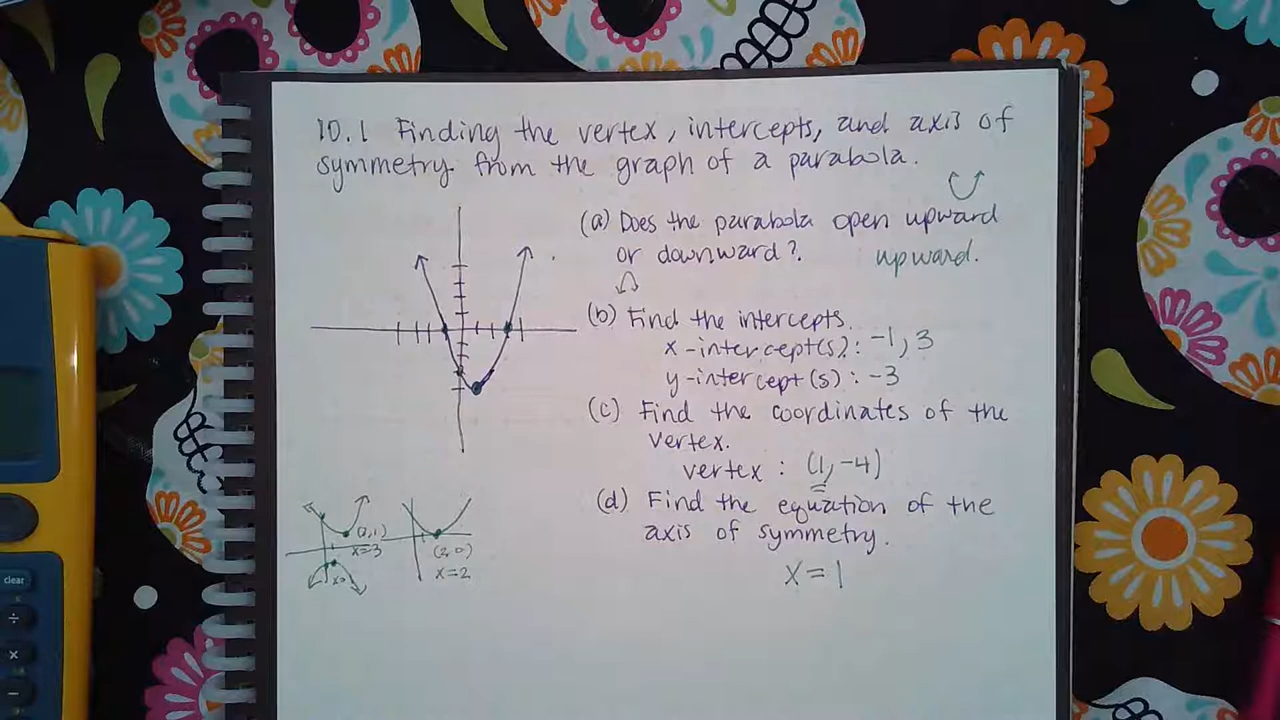 10.1 Finding the vertex, intercepts, and axis of
symmetry from the graph of a parabola.
(a) Does the parabola open upward
or downward? upward.
(b) Find the intercepts.
x-intercept(s): -1, 3
y-intercept(s): -3
(c) Find the coordinates of the
vertex.
vertex : (1, -4)
(d) Find the equation of the
axis of symmetry.
x = 1
x=3
(2,0)
x=2
clear
÷
×
−